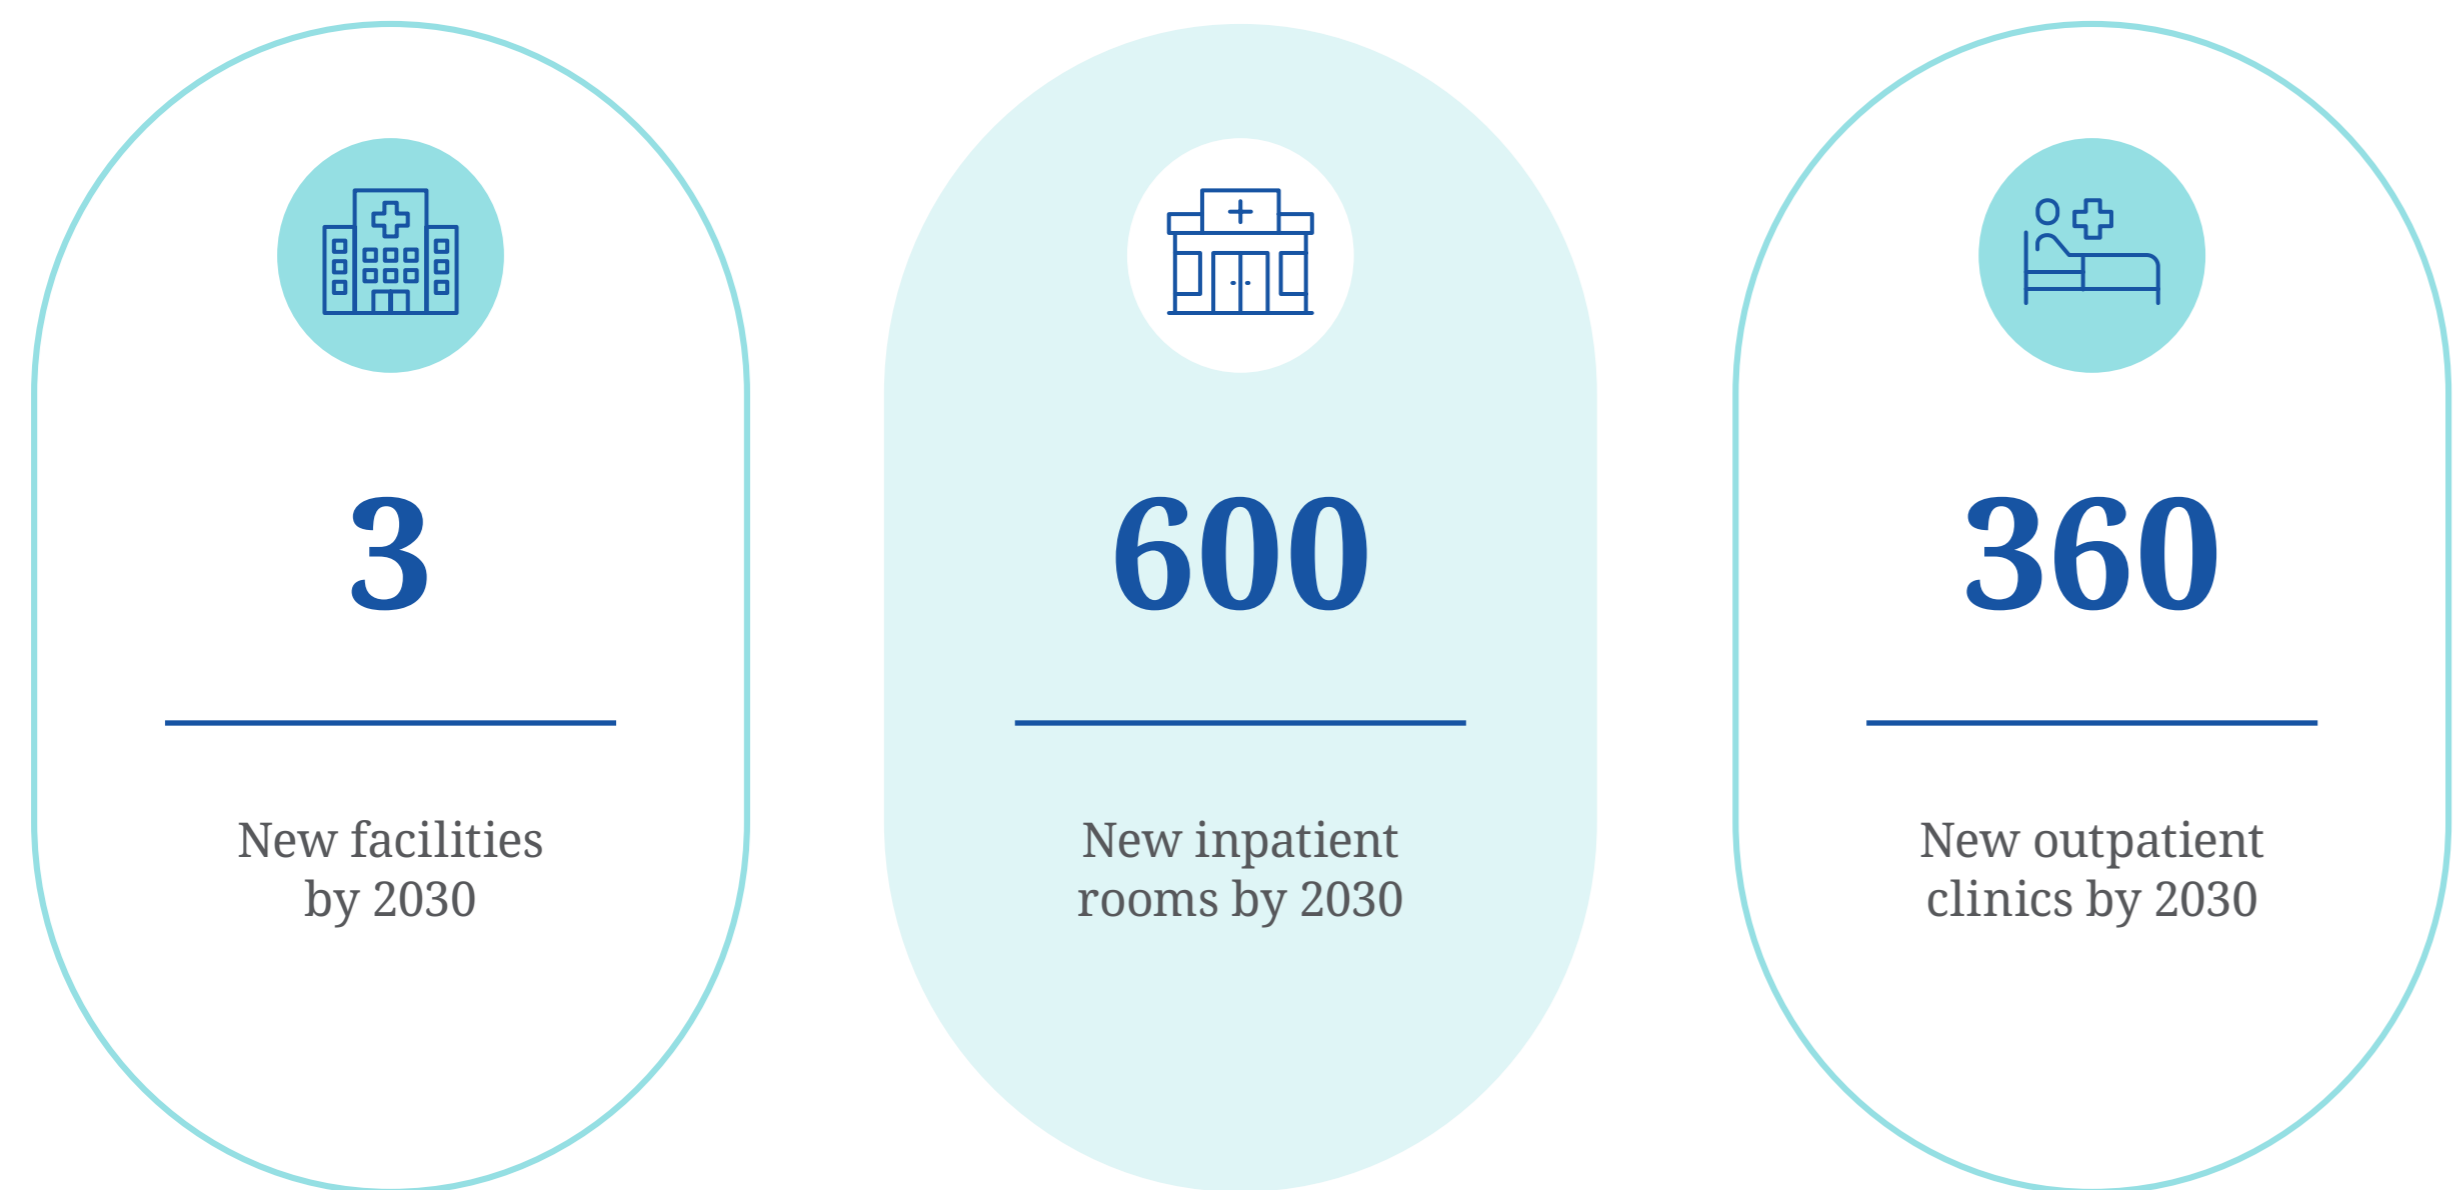 3
New facilities
by 2030
600
New inpatient
rooms by 2030
360
New outpatient
clinics by 2030